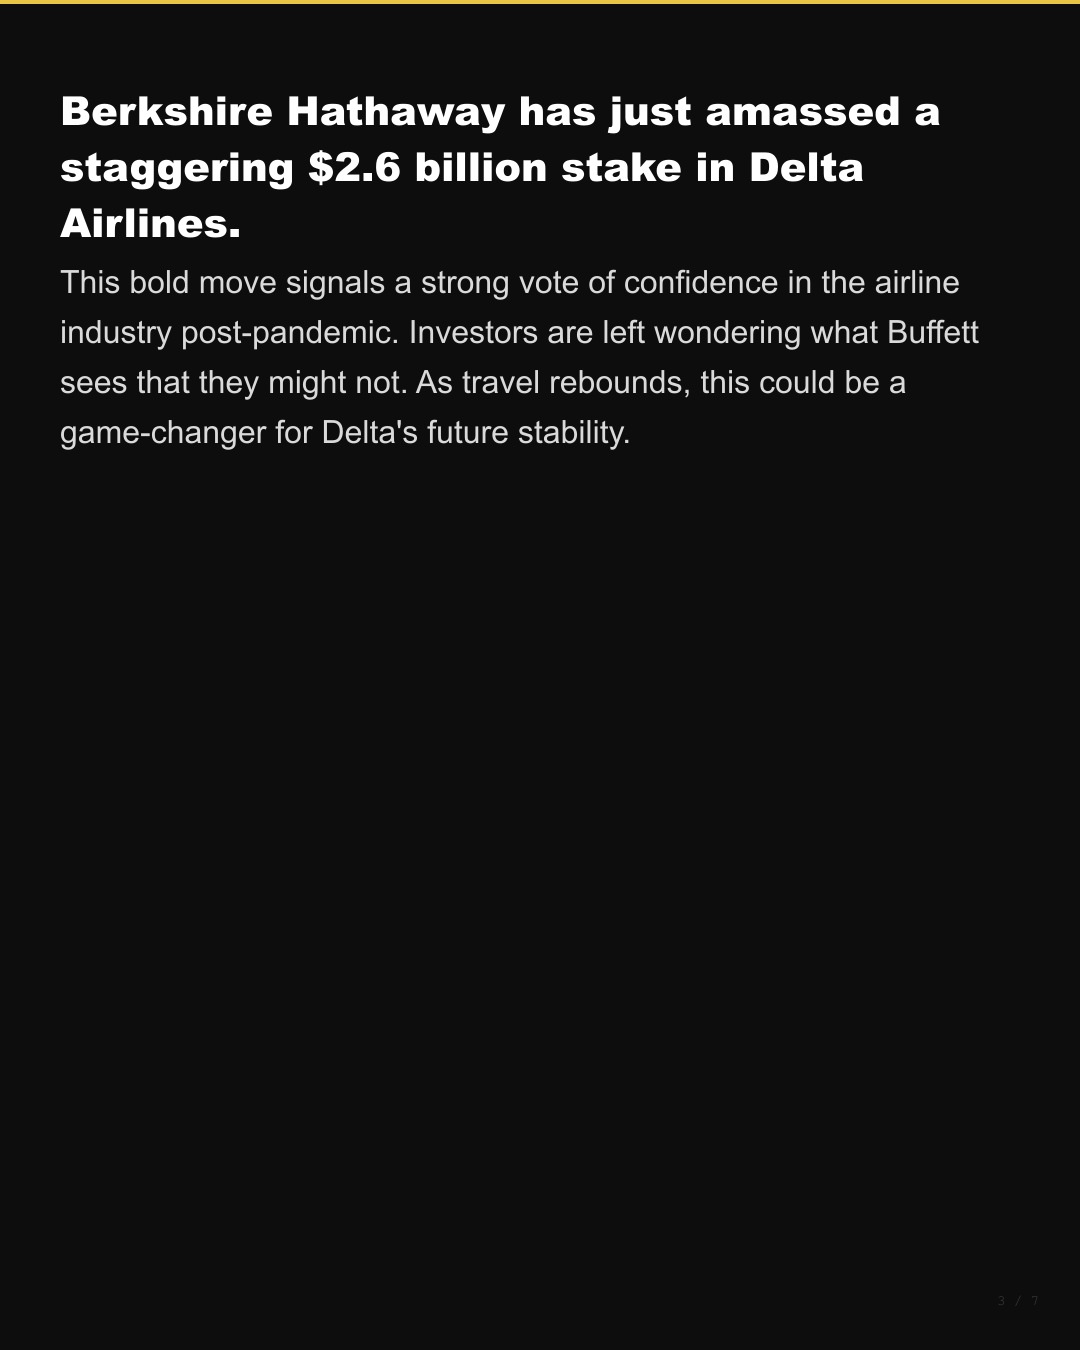 Berkshire Hathaway has just amassed a
staggering $2.6 billion stake in Delta
Airlines.
This bold move signals a strong vote of confidence in the airline
industry post-pandemic. Investors are left wondering what Buffett
sees that they might not. As travel rebounds, this could be a
game-changer for Delta's future stability.
3 / 7